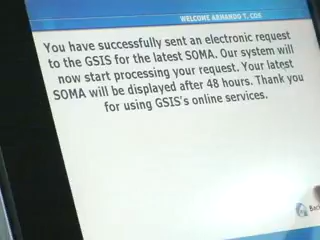 WELCOME ARMANDO T. COX
You have successfully sent an electronic request
to the GSIS for the latest SOMA. Our system will
now start processing your request. Your latest
SOMA will be displayed after 48 hours. Thank you
for using GSIS's online services.
Back